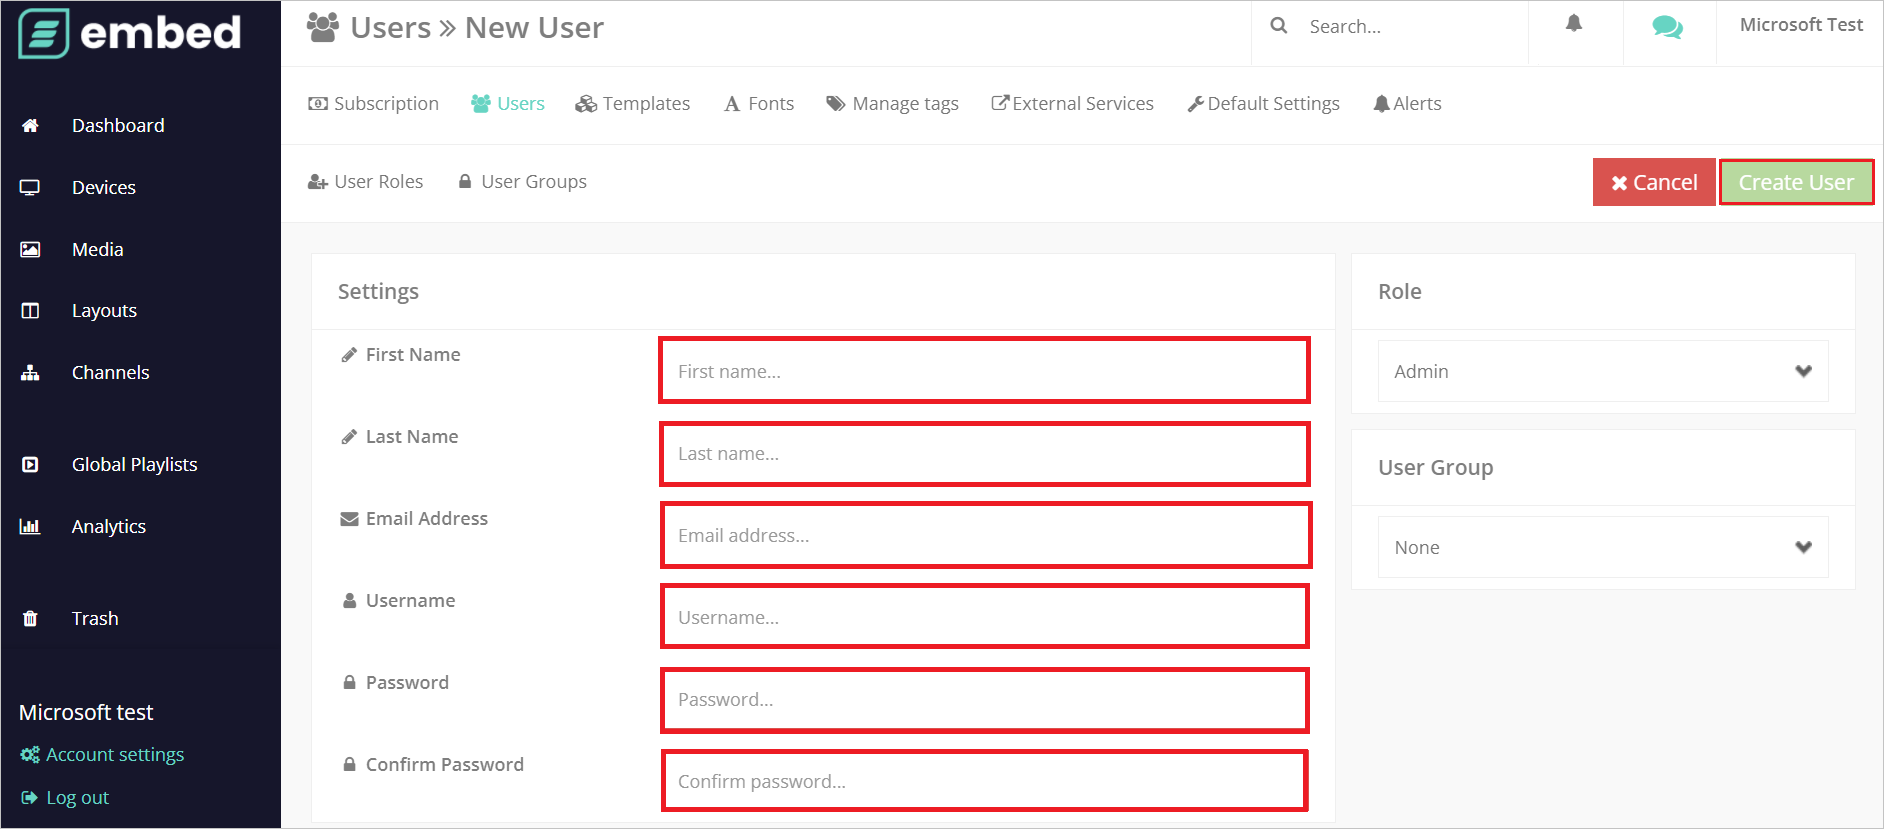 embed
Dashboard
Devices
Media
Layouts
Channels
Global Playlists
Analytics
Trash
Microsoft test
Account settings
Log out
Users » New User
Search...
Microsoft Test
Subscription
Users
Templates
Fonts
Manage tags
External Services
Default Settings
Alerts
User Roles
User Groups
Cancel
Create User
Settings
First Name
First name...
Last Name
Last name...
Email Address
Email address...
Username
Username...
Password
Password...
Confirm Password
Confirm password...
Role
Admin
User Group
None